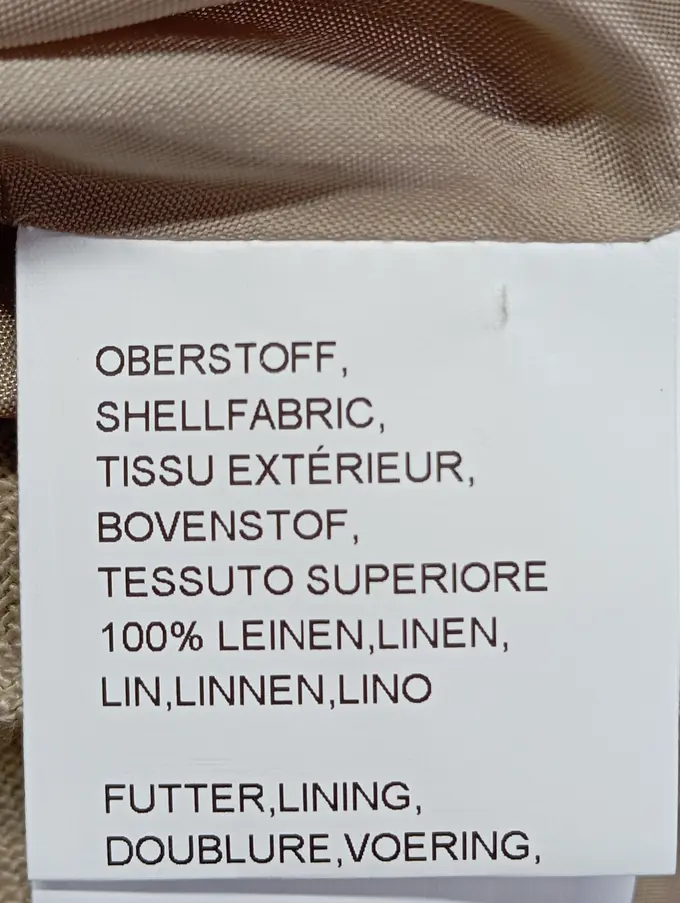 OBERSTOFF,
SHELLFABRIC,
TISSU EXTÉRIEUR,
BOVENSTOF,
TESSUTO SUPERIORE
100% LEINEN,LINEN,
LIN,LINNEN,LINO
FUTTER,LINING,
DOUBLURE,VOERING,